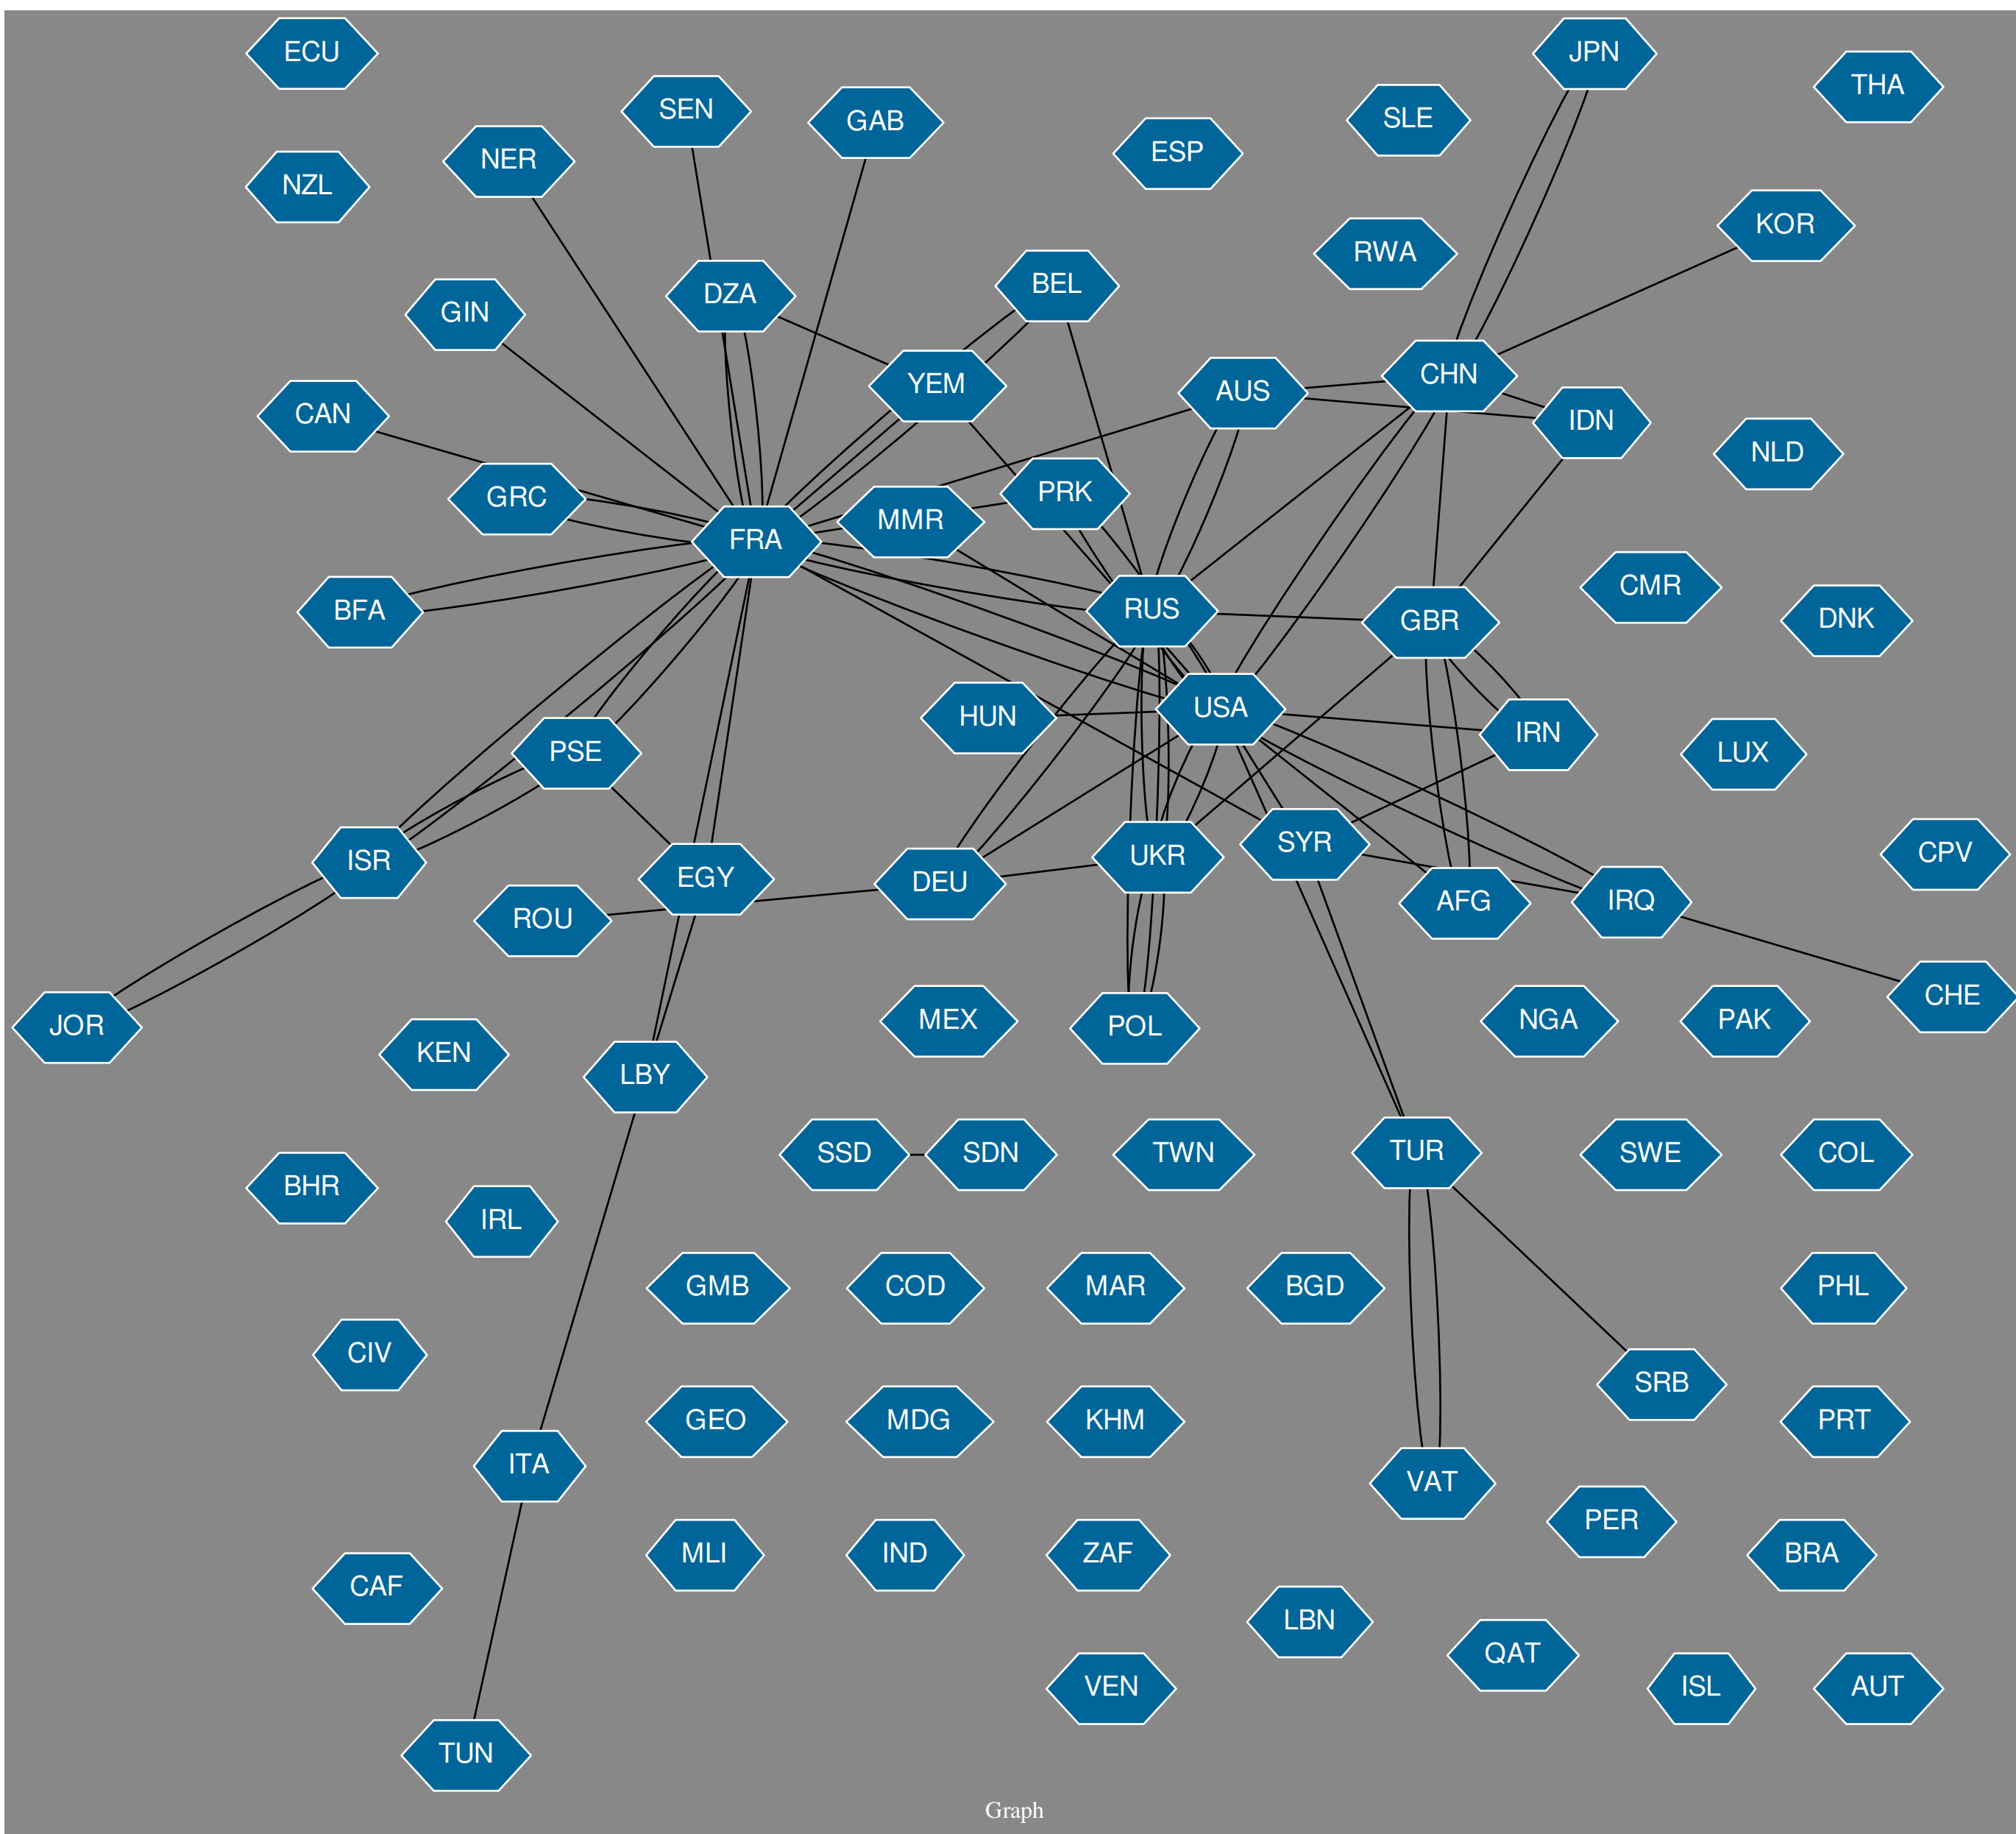 ECU
JPN
THA
SEN
GAB
SLE
NER
ESP
NZL
KOR
RWA
BEL
DZA
GIN
CHN
YEM
AUS
CAN
IDN
NLD
PRK
GRC
MMR
FRA
CMR
BFA
RUS
GBR
DNK
USA
HUN
IRN
PSE
LUX
SYR
CPV
UKR
ISR
EGY
DEU
AFG
IRQ
ROU
CHE
MEX
NGA
PAK
JOR
POL
KEN
LBY
TUR
SSD
SDN
TWN
SWE
COL
BHR
IRL
GMB
COD
MAR
BGD
PHL
CIV
SRB
GEO
MDG
KHM
PRT
ITA
VAT
PER
MLI
IND
ZAF
BRA
CAF
LBN
QAT
VEN
ISL
AUT
TUN
Graph